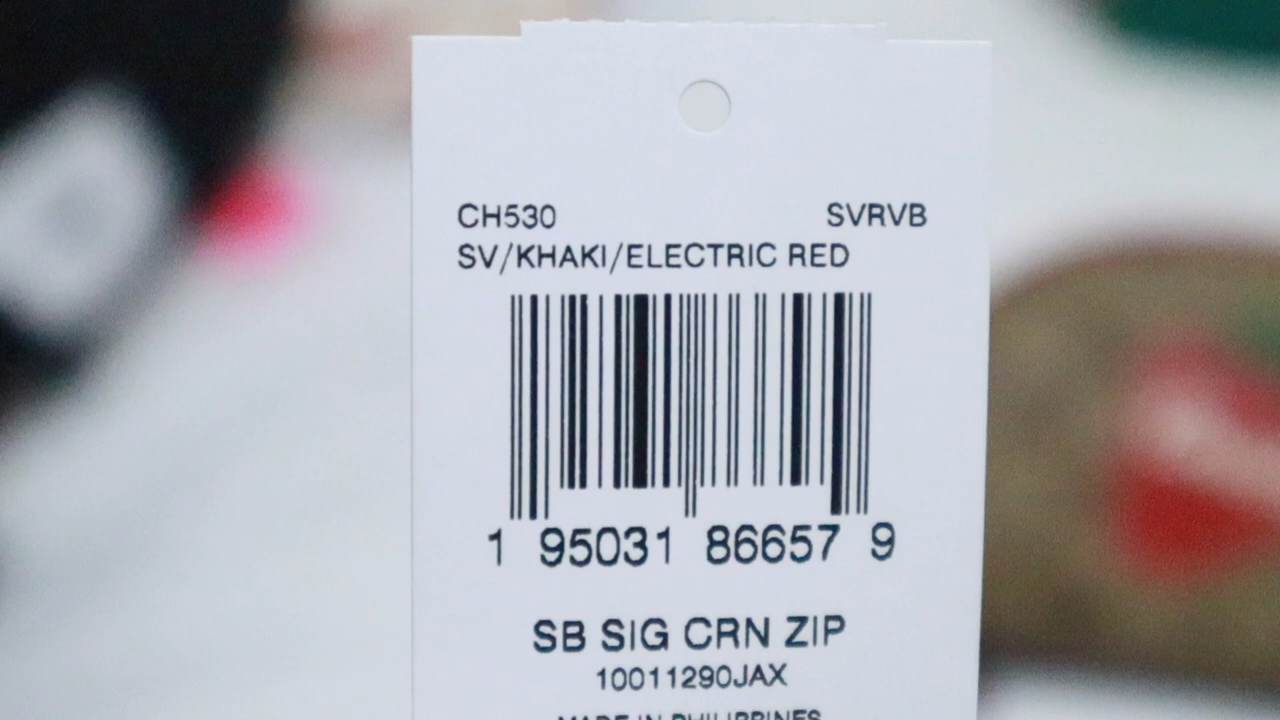 CH530 SVRVB
SV/KHAKI/ELECTRIC RED
1 95031 86657 9
SB SIG CRN ZIP
10011290JAX
MADE IN PHILIPPINES